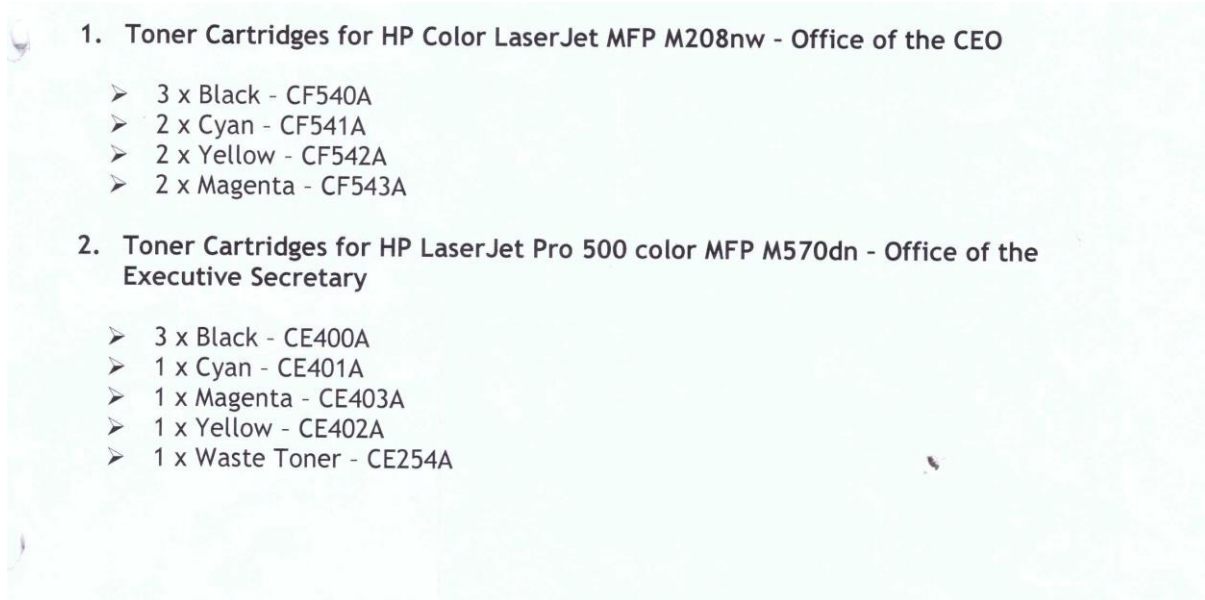 1. Toner Cartridges for HP Color LaserJet MFP M208nw - Office of the CEO
➢ 3 x Black - CF540A
➢ 2 x Cyan - CF541A
➢ 2 x Yellow - CF542A
➢ 2 x Magenta - CF543A
2. Toner Cartridges for HP LaserJet Pro 500 color MFP M570dn - Office of the
Executive Secretary
➢ 3 x Black - CE400A
➢ 1 x Cyan - CE401A
➢ 1 x Magenta - CE403A
➢ 1 x Yellow - CE402A
➢ 1 x Waste Toner - CE254A